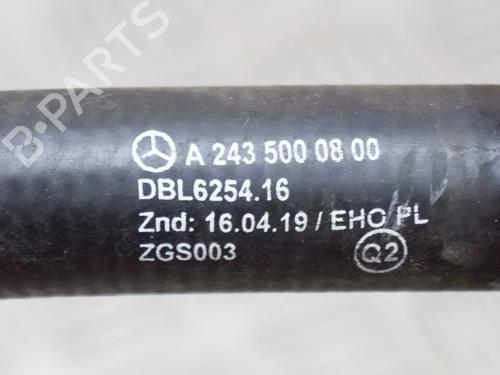 B-PARTS
A 243 500 08 00
DBL6254.16
Znd: 16.04.19 / EHO PL
ZGS003
Q2